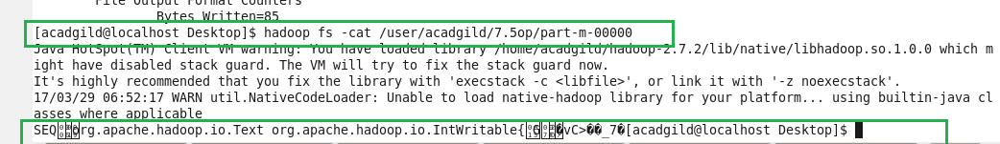 File Output Format Counters
Bytes Written=85
[acadgild@localhost Desktop]$ hadoop fs -cat /user/acadgild/7.5op/part-m-00000
Java HotSpot(TM) Client VM warning: You have loaded library /home/acadgild/hadoop-2.7.2/lib/native/libhadoop.so.1.0.0 which m
ight have disabled stack guard. The VM will try to fix the stack guard now.
It's highly recommended that you fix the library with 'execstack -c <libfile>', or link it with '-z noexecstack'.
17/03/29 06:52:17 WARN util.NativeCodeLoader: Unable to load native-hadoop library for your platform... using builtin-java cl
asses where applicable
SEQ org.apache.hadoop.io.Text org.apache.hadoop.io.IntWritable{ �vC>��_7�[acadgild@localhost Desktop]$